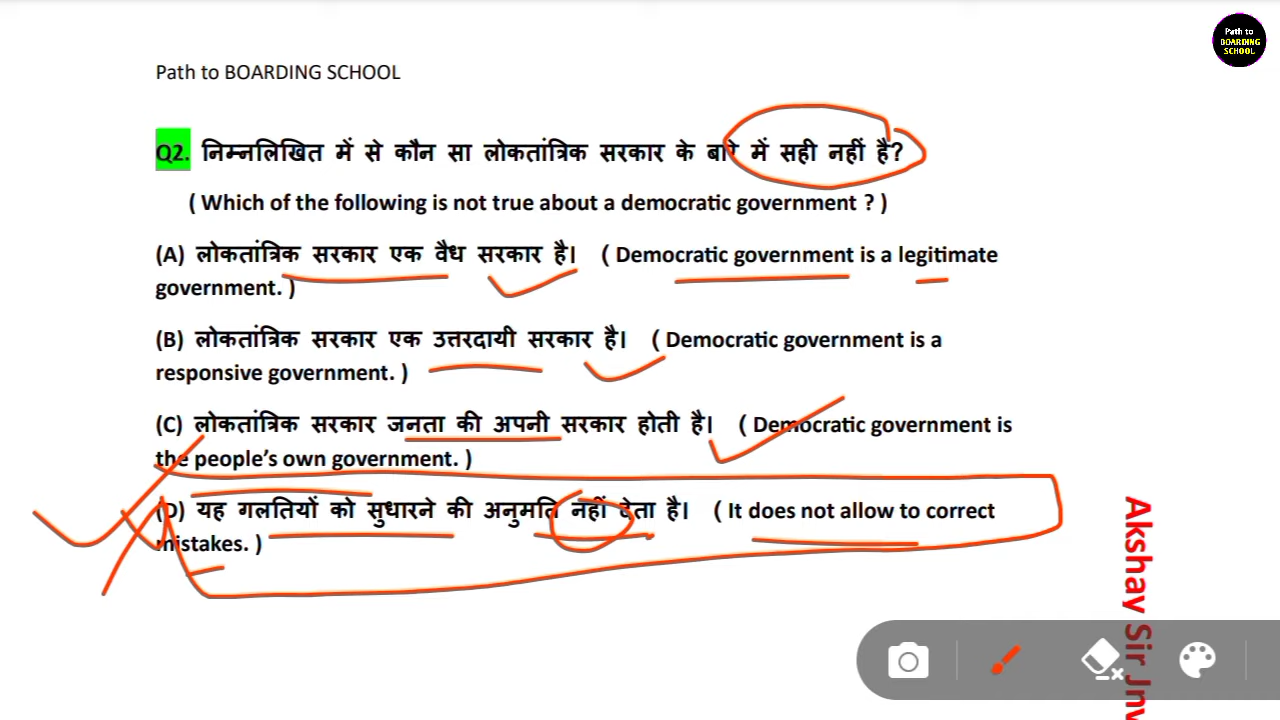 Path to
BOARDING
SCHOOL
Path to BOARDING SCHOOL
Q2. निम्नलिखित में से कौन सा लोकतांत्रिक सरकार के बारे में सही नहीं है?
( Which of the following is not true about a democratic government ? )
(A) लोकतांत्रिक सरकार एक वैध सरकार है। ( Democratic government is a legitimate
government. )
(B) लोकतांत्रिक सरकार एक उत्तरदायी सरकार है। ( Democratic government is a
responsive government. )
(C) लोकतांत्रिक सरकार जनता की अपनी सरकार होती है। ( Democratic government is
the people’s own government. )
(D) यह गलतियों को सुधारने की अनुमति नहीं देता है। ( It does not allow to correct
mistakes. )
Akshay Sir Jnv